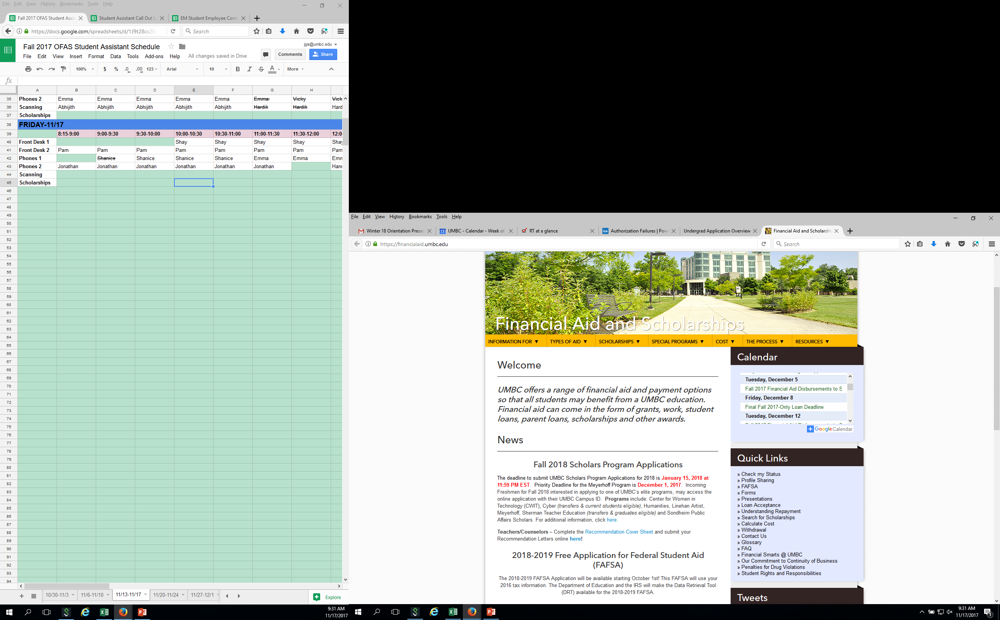 File Edit View History Bookmarks Tools Help
Fall 2017 OFAS Student Assis
Student Assistant Call Out L
EM Student Employee Conta
https://docs.google.com/spreadsheets/d/1J9t28cx2E
Search
Fall 2017 OFAS Student Assistant Schedule
jgs@umbc.edu
File Edit View Insert Format Data Tools Add-ons Help All changes saved in Drive
Comments
Share
100% $ % .0 .00 123 Arial 10 B I S A More
fx
A B C D E F G H
35 Phones 2 Emma Emma Emma Emma Emma Emma Vicky Vick
36 Scanning Abhijith Abhijith Abhijith Abhijith Abhijith Hardik Hardik Hard
37 Scholarships
38 FRIDAY-11/17
39 8:15-9:00 9:00-9:30 9:30-10:00 10:00-10:30 10:30-11:00 11:00-11:30 11:30-12:00 12:0
40 Front Desk 1 Shay Shay Shay Shay Shay
41 Front Desk 2 Pam Pam Pam Pam Pam Pam Pam Pam
42 Phones 1 Shanice Shanice Shanice Shanice Emma Emma Emm
43 Phones 2 Jonathan Jonathan Jonathan Jonathan Jonathan Jonathan Hann
44 Scanning
45 Scholarships
46
47
48
49
50
51
52
53
54
55
56
57
58
59
60
61
62
63
64
65
66
67
68
69
70
71
72
73
74
75
76
77
78
79
80
81
82
83
84
85
86
87
88
89
90
91
92
93
94
10/30-11/3 11/6-11/10 11/13-11/17 11/20-11/24 11/27-12/1
Explore
9:31 AM
11/17/2017
File Edit View History Bookmarks Tools Help
Winter 18 Orientation Presen
UMBC - Calendar - Week of
RT at a glance
Authorization Failures | Pow
Undergrad Application Overview
Financial Aid and Scholarshi
https://financialaid.umbc.edu
Search
Financial Aid and Scholarships
INFORMATION FOR ▼ TYPES OF AID ▼ SCHOLARSHIPS ▼ SPECIAL PROGRAMS ▼ COST ▼ THE PROCESS ▼ RESOURCES ▼
Welcome
UMBC offers a range of financial aid and payment options
so that all students may benefit from a UMBC education.
Financial aid can come in the form of grants, work, student
loans, parent loans, scholarships and other awards.
News
Fall 2018 Scholars Program Applications
The deadline to submit UMBC Scholars Program Applications for 2018 is January 15, 2018 at
11:59 PM EST. Priority Deadline for the Meyerhoff Program is December 1, 2017. Incoming
Freshmen for Fall 2018 interested in applying to one of UMBC's elite programs, may access the
online application with their UMBC Campus ID. Programs include: Center for Women in
Technology (CWIT), Cyber (transfers & current students eligible), Humanities, Linehan Artist,
Meyerhoff, Sherman Teacher Education (transfers & graduates eligible) and Sondheim Public
Affairs Scholars. For additional information, click here.
Teachers/Counselors – Complete the Recommendation Cover Sheet and submit your
Recommendation Letters online here!
2018-2019 Free Application for Federal Student Aid
(FAFSA)
The 2018-2019 FAFSA Application will be available starting October 1st! This FAFSA will use your
2016 tax information. The Department of Education and the IRS will make the Data Retrieval Tool
(DRT) available for the 2018-2019 FAFSA.
Calendar
Tuesday, December 5
Fall 2017 Financial Aid Disbursements to S
Friday, December 8
Final Fall 2017-Only Loan Deadline
Tuesday, December 12
Google Calendar
Quick Links
» Check my Status
» Profile Sharing
» FAFSA
» Forms
» Presentations
» Loan Acceptance
» Understanding Repayment
» Search for Scholarships
» Calculate Cost
» Withdrawal
» Contact Us
» Glossary
» FAQ
» Financial Smarts @ UMBC
» Our Commitment to Continuity of Business
» Penalties for Drug Violations
» Student Rights and Responsibilities
Tweets
9:31 AM
11/17/2017